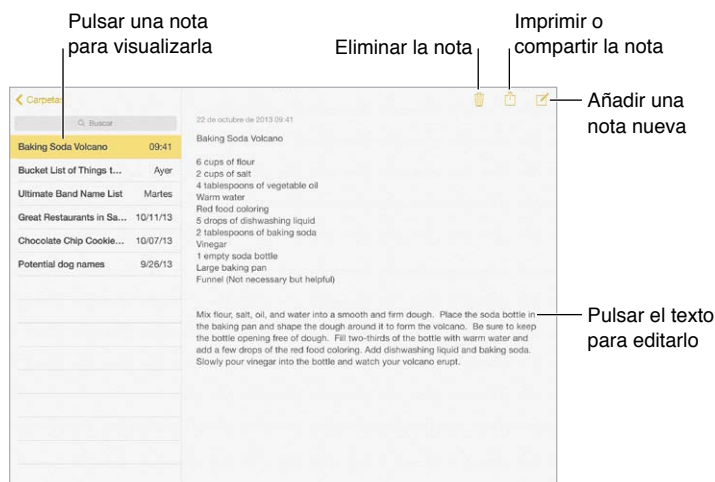 Pulsar una nota
para visualizarla
Eliminar la nota
Imprimir o
compartir la nota
Añadir una
nota nueva
Carpetas
Buscar
Baking Soda Volcano 09:41
Bucket List of Things t... Ayer
Ultimate Band Name List Martes
Great Restaurants in Sa... 10/11/13
Chocolate Chip Cookie... 10/07/13
Potential dog names 9/26/13
22 de octubre de 2013 09:41
Baking Soda Volcano
6 cups of flour
2 cups of salt
4 tablespoons of vegetable oil
Warm water
Red food coloring
5 drops of dishwashing liquid
2 tablespoons of baking soda
Vinegar
1 empty soda bottle
Large baking pan
Funnel (Not necessary but helpful)
Mix flour, salt, oil, and water into a smooth and firm dough. Place the soda bottle in
the baking pan and shape the dough around it to form the volcano. Be sure to keep
the bottle opening free of dough. Fill two-thirds of the bottle with warm water and
add a few drops of the red food coloring. Add dishwashing liquid and baking soda.
Slowly pour vinegar into the bottle and watch your volcano erupt.
Pulsar el texto
para editarlo